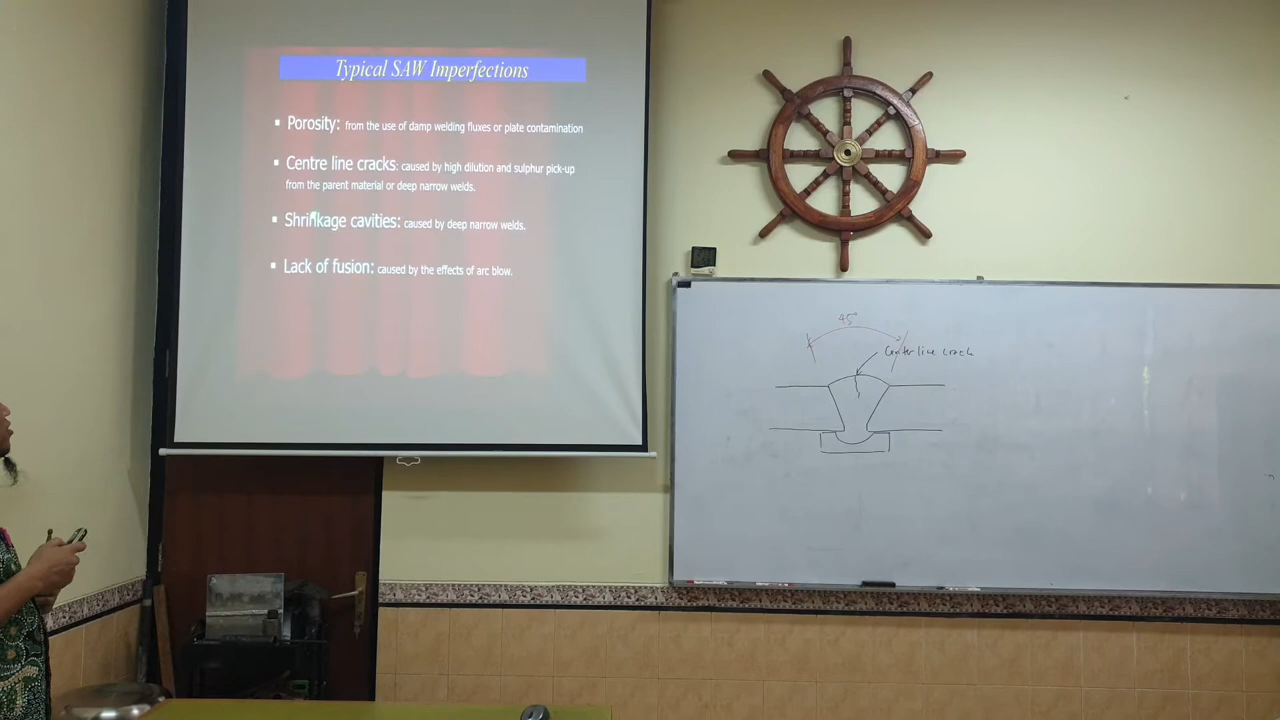 Typical SAW Imperfections
▪ Porosity: from the use of damp welding fluxes or plate contamination
▪ Centre line cracks: caused by high dilution and sulphur pick-up
from the parent material or deep narrow welds.
▪ Shrinkage cavities: caused by deep narrow welds.
▪ Lack of fusion: caused by the effects of arc blow.
45°
Center line crack